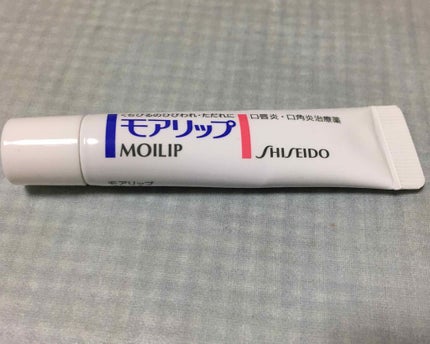 くちびるのひびわれ・ただれに
口唇炎・口角炎治療薬
モアリップ
MOILIP
SHISEIDO
モアリップ